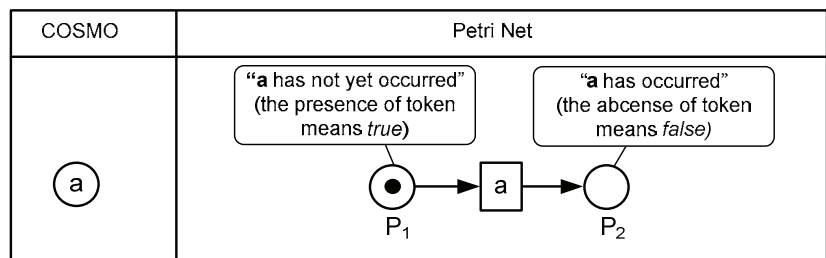 COSMO
Petri Net
“a has not yet occurred”
(the presence of token
means true)
“a has occurred”
(the abcense of token
means false)
a
a
P1
P2